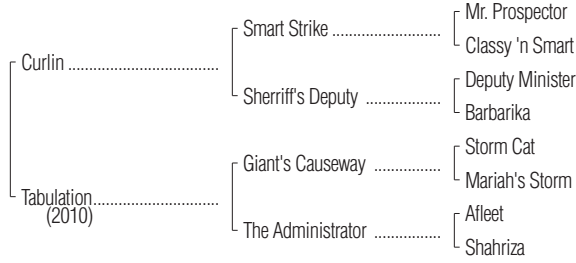 Mr. Prospector
Smart Strike ......................
Classy 'n Smart
Curlin ...............................................
Deputy Minister
Sherriff's Deputy ...............
Barbarika
Storm Cat
Giant's Causeway ..............
Mariah's Storm
Tabulation.......................................
(2010)
Afleet
The Administrator ..............
Shahriza